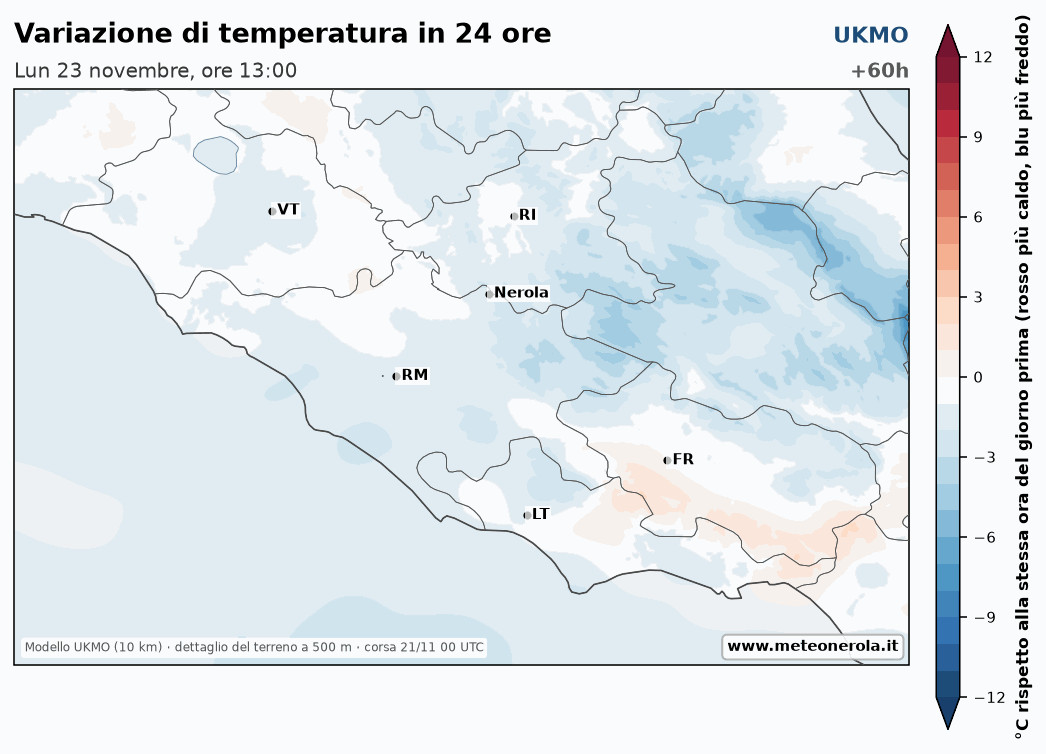 Variazione di temperatura in 24 ore
UKMO
Lun 23 novembre, ore 13:00
+60h
VT
RI
Nerola
RM
FR
LT
Modello UKMO (10 km) · dettaglio del terreno a 500 m · corsa 21/11 00 UTC
www.meteonerola.it
12
9
6
3
0
−3
−6
−9
−12
°C rispetto alla stessa ora del giorno prima (rosso più caldo, blu più freddo)